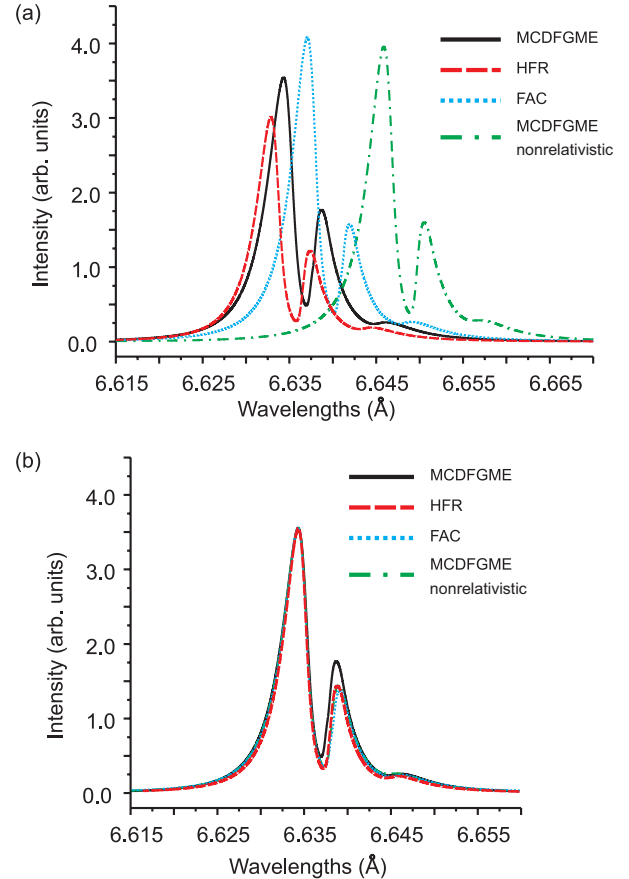 (a)
MCDFGME
HFR
FAC
MCDFGME
nonrelativistic
Intensity (arb. units)
4.0
3.0
2.0
1.0
0.0
6.615 6.625 6.635 6.645 6.655 6.665
Wavelengths (Å)
(b)
MCDFGME
HFR
FAC
MCDFGME
nonrelativistic
Intensity (arb. units)
4.0
3.0
2.0
1.0
0.0
6.615 6.625 6.635 6.645 6.655
Wavelengths (Å)